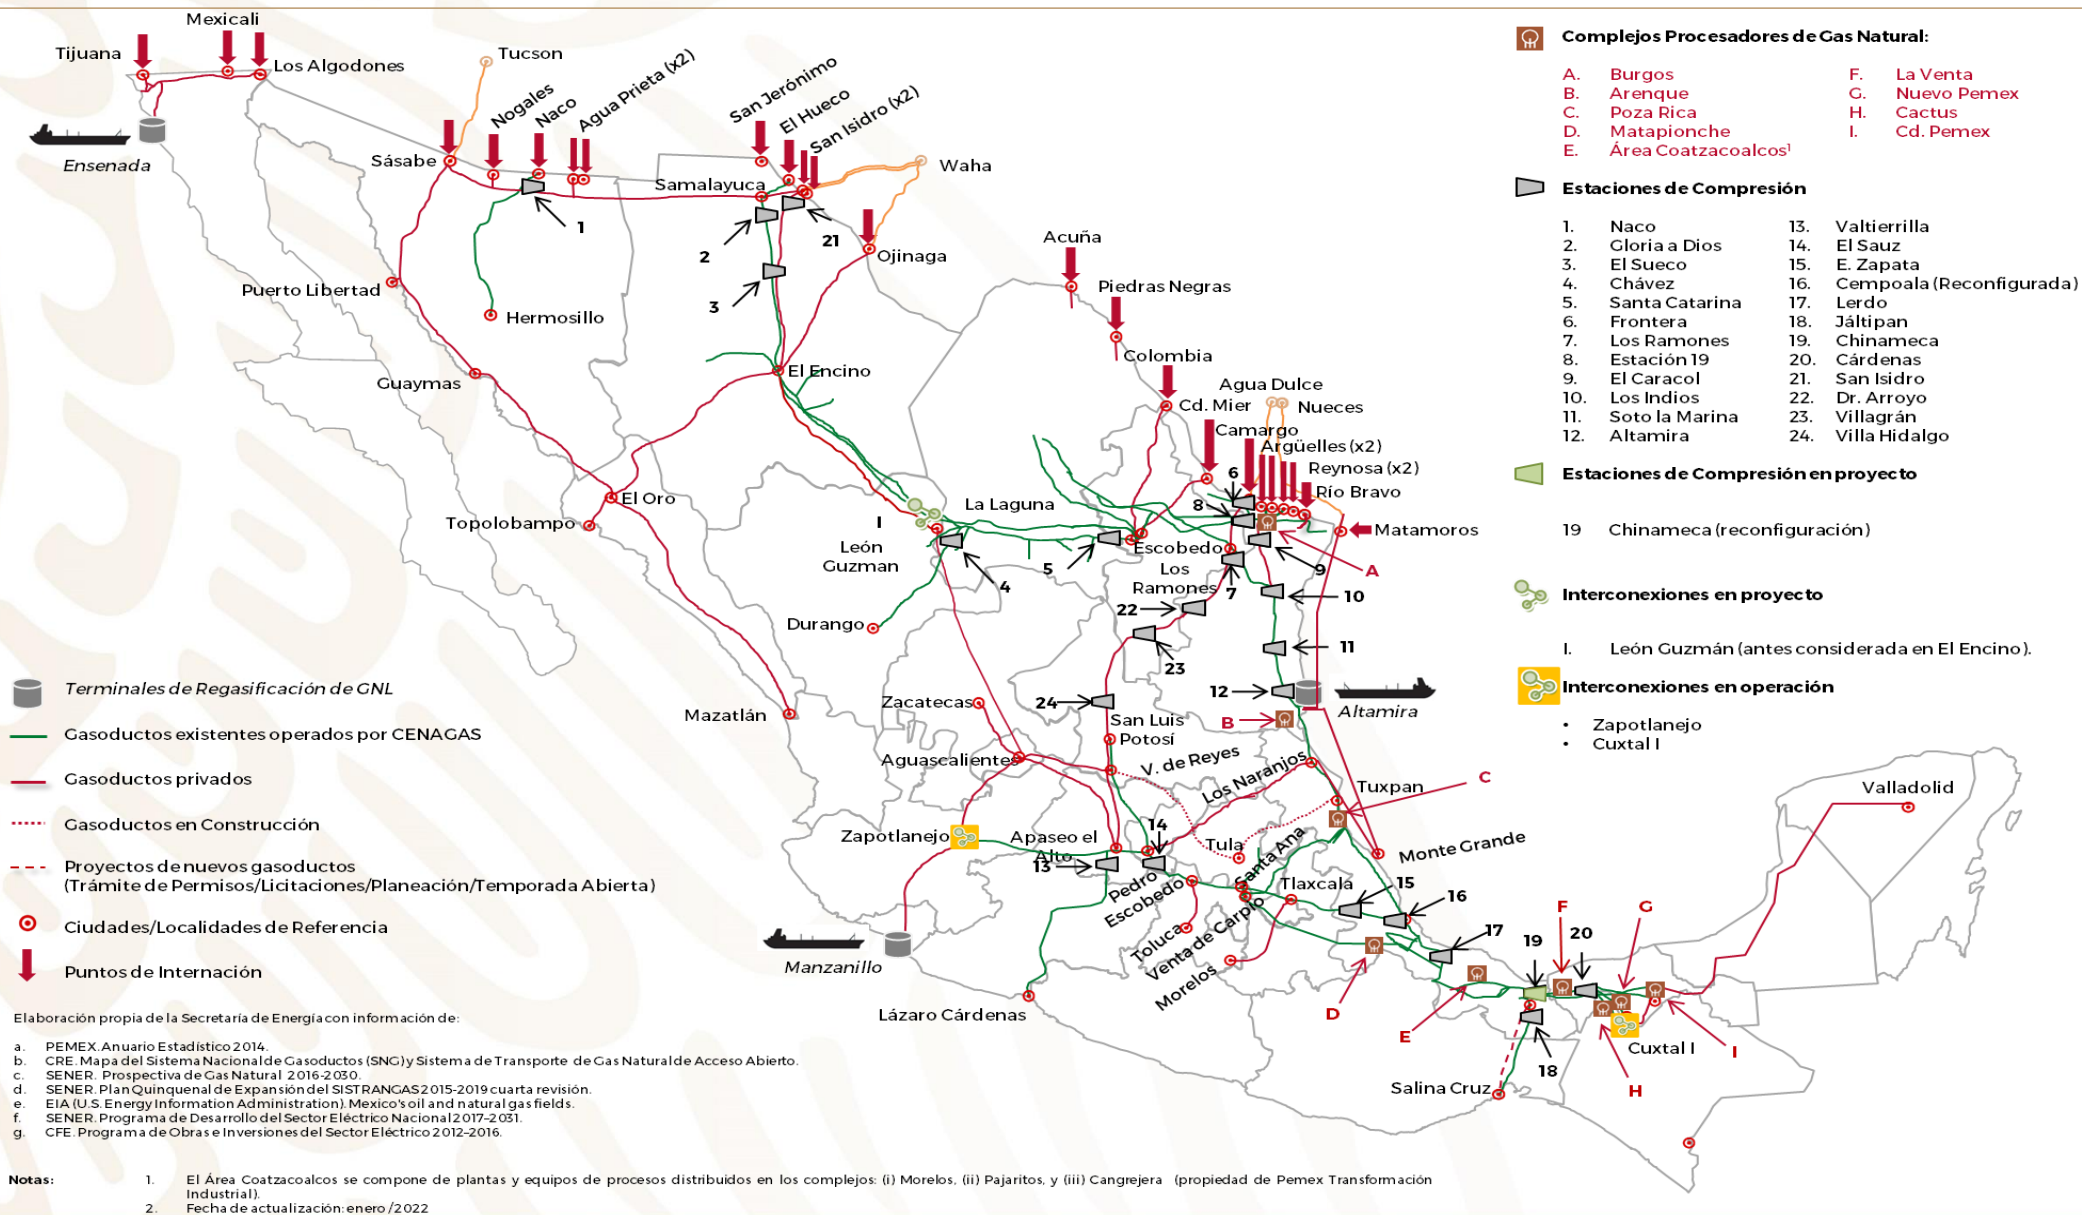 Mexicali
Tijuana
Los Algodones
Tucson
Nogales
Naco
Agua Prieta (x2)
San Jerónimo
El Hueco
San Isidro (x2)
Ensenada
Sásabe
Samalayuca
Waha
1
2
21
Ojinaga
3
Puerto Libertad
Hermosillo
Acuña
Piedras Negras
Colombia
Guaymas
El Encino
Agua Dulce
Cd. Mier
Nueces
Camargo
Argüelles (x2)
6
Reynosa (x2)
Río Bravo
El Oro
Topolobampo
La Laguna
8
I
Matamoros
León
Guzman
Escobedo
5
Los
Ramones
9
A
4
7
10
22
Durango
11
23
Zacatecas
24
12
Altamira
Mazatlán
San Luis
Potosí
B
Aguascalientes
V. de Reyes
Los Naranjos
Tuxpan
C
Valladolid
Zapotlanejo
Apaseo el
Alto
14
13
Tula
Santa Ana
Monte Grande
Pedro
Escobedo
Tlaxcala
15
16
Toluca
Venta de Carpio
Morelos
17
F
G
19
20
Manzanillo
D
Lázaro Cárdenas
E
Cuxtal I
I
18
H
Salina Cruz
Complejos Procesadores de Gas Natural:
A. Burgos
B. Arenque
C. Poza Rica
D. Matapionche
E. Área Coatzacoalcos¹
F. La Venta
G. Nuevo Pemex
H. Cactus
I. Cd. Pemex
Estaciones de Compresión
1. Naco
2. Gloria a Dios
3. El Sueco
4. Chávez
5. Santa Catarina
6. Frontera
7. Los Ramones
8. Estación 19
9. El Caracol
10. Los Indios
11. Soto la Marina
12. Altamira
13. Valtierrilla
14. El Sauz
15. E. Zapata
16. Cempoala (Reconfigurada)
17. Lerdo
18. Jáltipan
19. Chinameca
20. Cárdenas
21. San Isidro
22. Dr. Arroyo
23. Villagrán
24. Villa Hidalgo
Estaciones de Compresión en proyecto
19 Chinameca (reconfiguración)
Interconexiones en proyecto
I. León Guzmán (antes considerada en El Encino).
Interconexiones en operación
• Zapotlanejo
• Cuxtal I
Terminales de Regasificación de GNL
Gasoductos existentes operados por CENAGAS
Gasoductos privados
Gasoductos en Construcción
Proyectos de nuevos gasoductos
(Trámite de Permisos/Licitaciones/Planeación/Temporada Abierta)
Ciudades/Localidades de Referencia
Puntos de Internación
Elaboración propia de la Secretaría de Energía con información de:
a. PEMEX. Anuario Estadístico 2014.
b. CRE. Mapa del Sistema Nacional de Gasoductos (SNG) y Sistema de Transporte de Gas Natural de Acceso Abierto.
c. SENER. Prospectiva de Gas Natural 2016-2030.
d. SENER. Plan Quinquenal de Expansión del SISTRANGAS 2015-2019 cuarta revisión.
e. EIA (U.S. Energy Information Administration). Mexico's oil and natural gas fields.
f. SENER. Programa de Desarrollo del Sector Eléctrico Nacional 2017–2031.
g. CFE. Programa de Obras e Inversiones del Sector Eléctrico 2012–2016.
Notas:
1. El Área Coatzacoalcos se compone de plantas y equipos de procesos distribuidos en los complejos: (i) Morelos, (ii) Pajaritos, y (iii) Cangrejera (propiedad de Pemex Transformación
Industrial).
2. Fecha de actualización: enero /2022